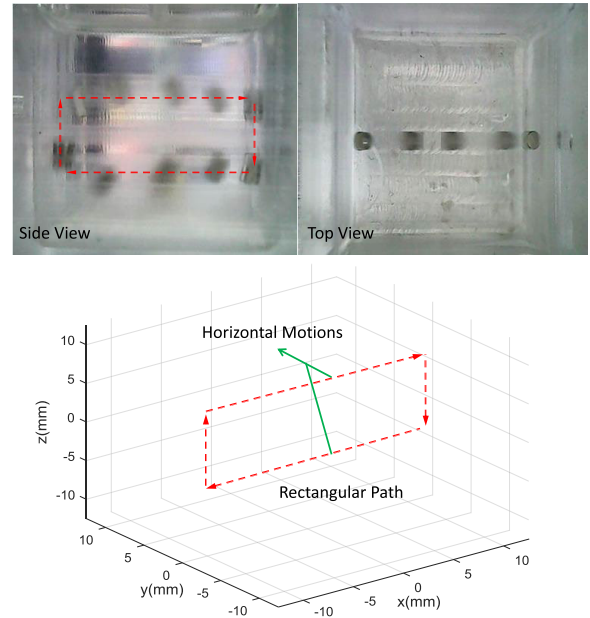 Side View
Top View
Horizontal Motions
10
5
0
-5
-10
z(mm)
Rectangular Path
10
5
0
-5
-10
y(mm)
-10
-5
0
5
10
x(mm)